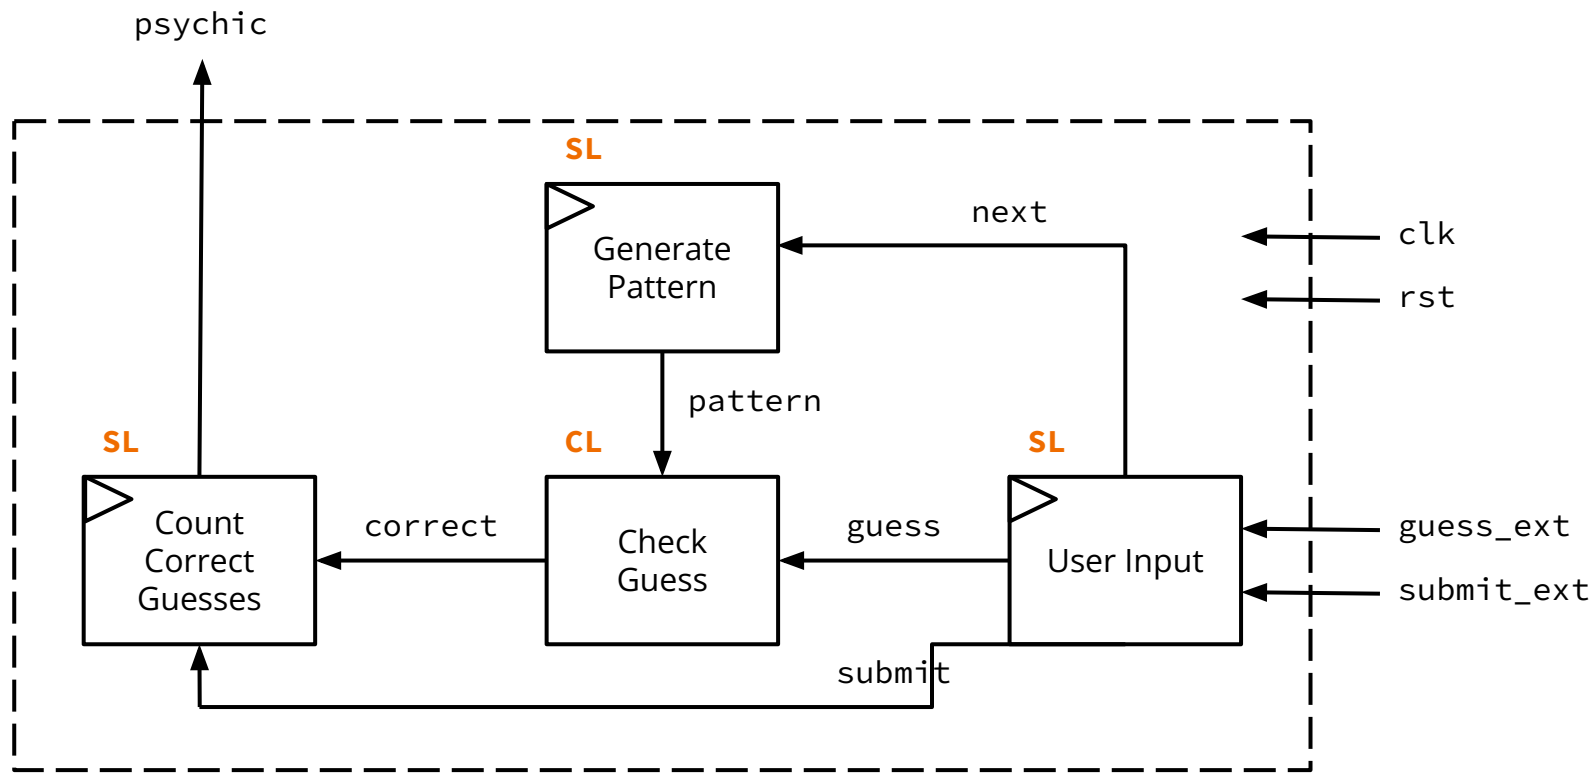 psychic
SL
Generate
Pattern
next
clk
rst
pattern
SL
CL
SL
Count
Correct
Guesses
correct
Check
Guess
guess
User Input
guess_ext
submit_ext
submit